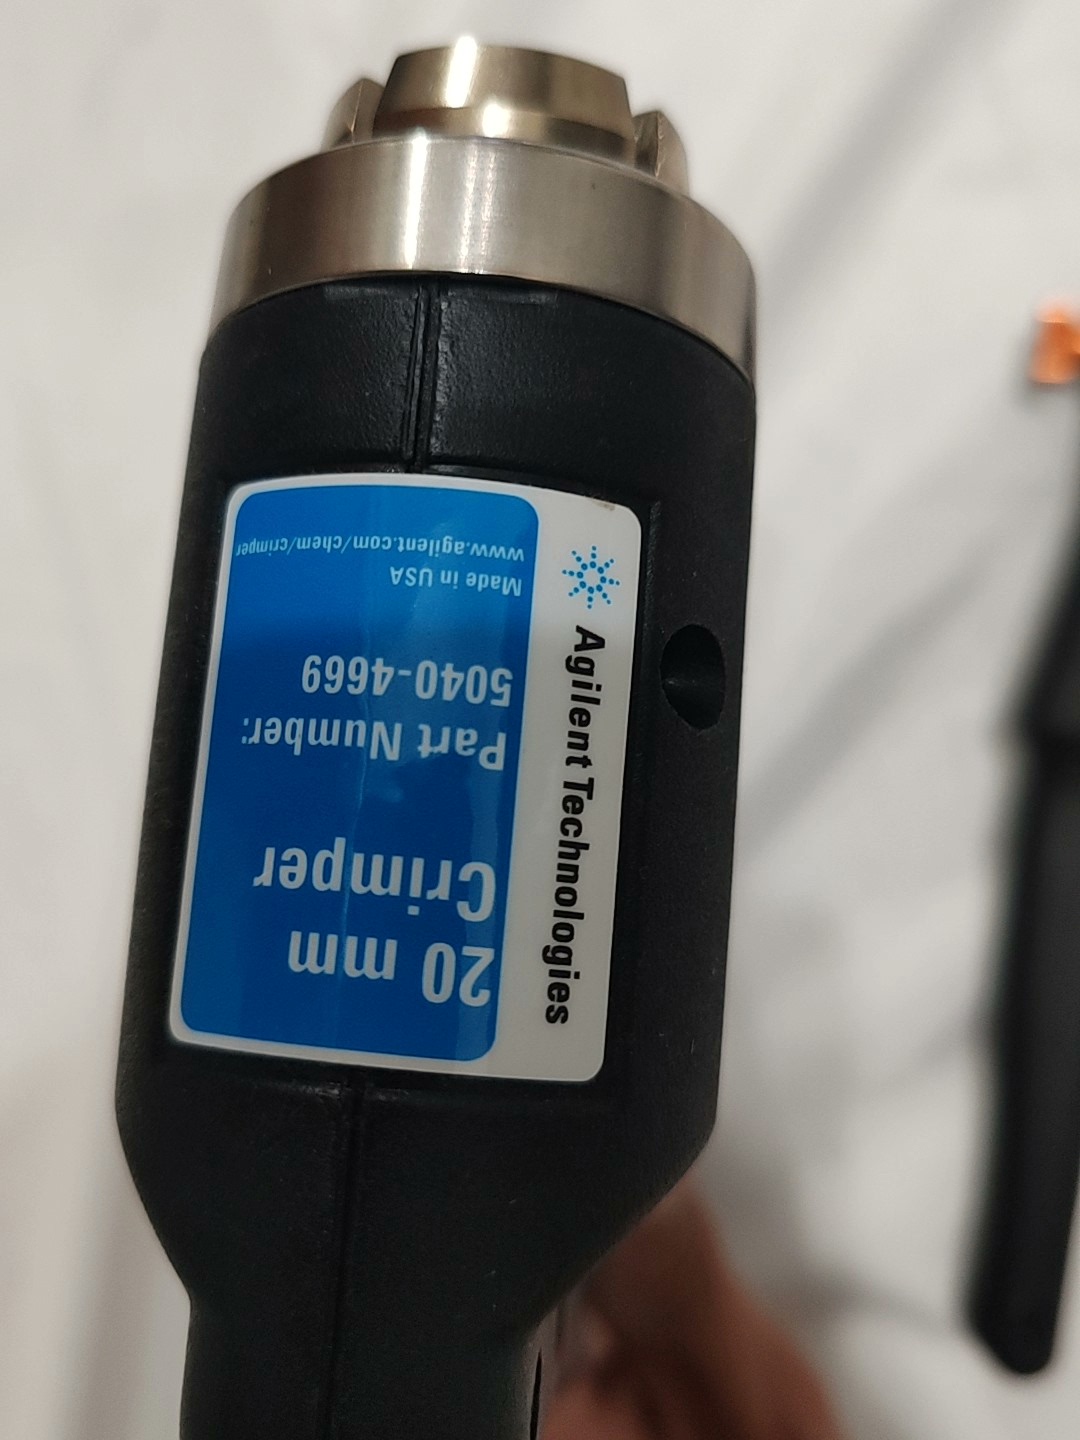 Agilent Technologies
20 mm
Crimper
Part Number:
5040-4669
Made in USA
www.agilent.com/chem/crimper